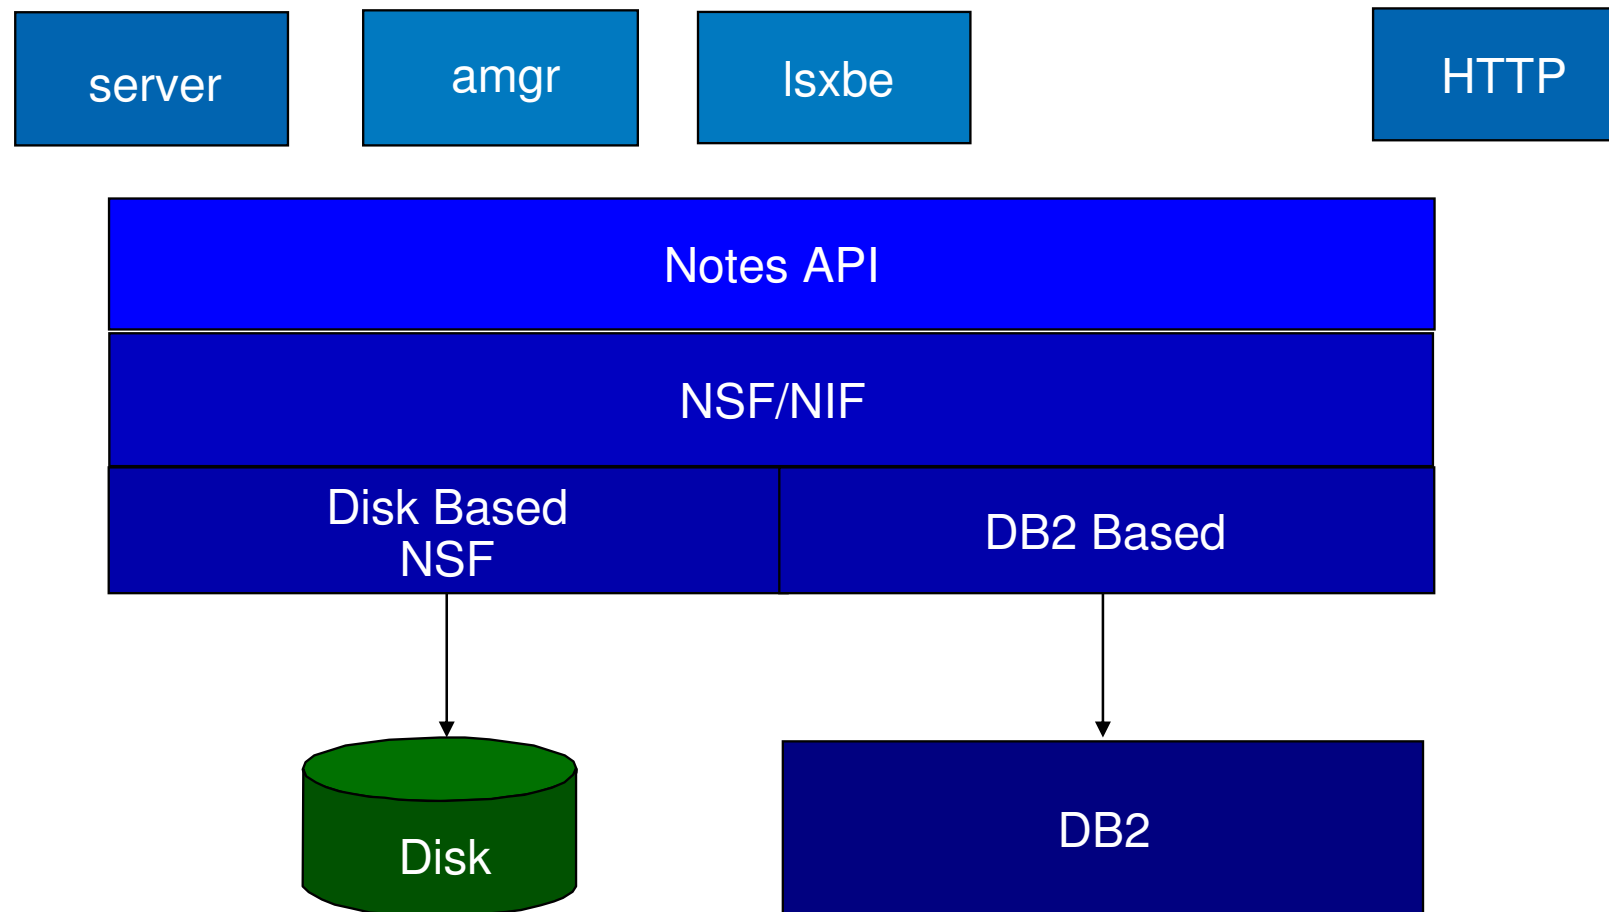 server
amgr
lsxbe
HTTP
Notes API
NSF/NIF
Disk Based
NSF
DB2 Based
Disk
DB2